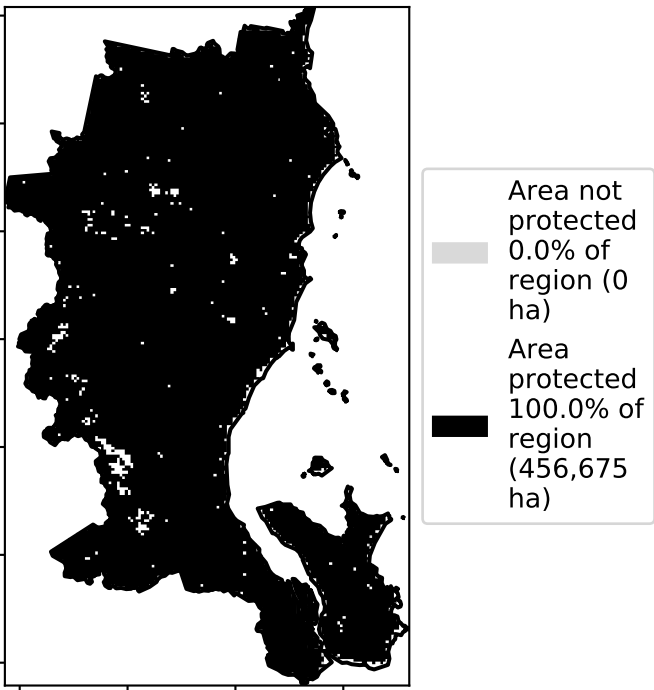 Area not
protected
0.0% of
region (0
ha)
Area
protected
100.0% of
region
(456,675
ha)